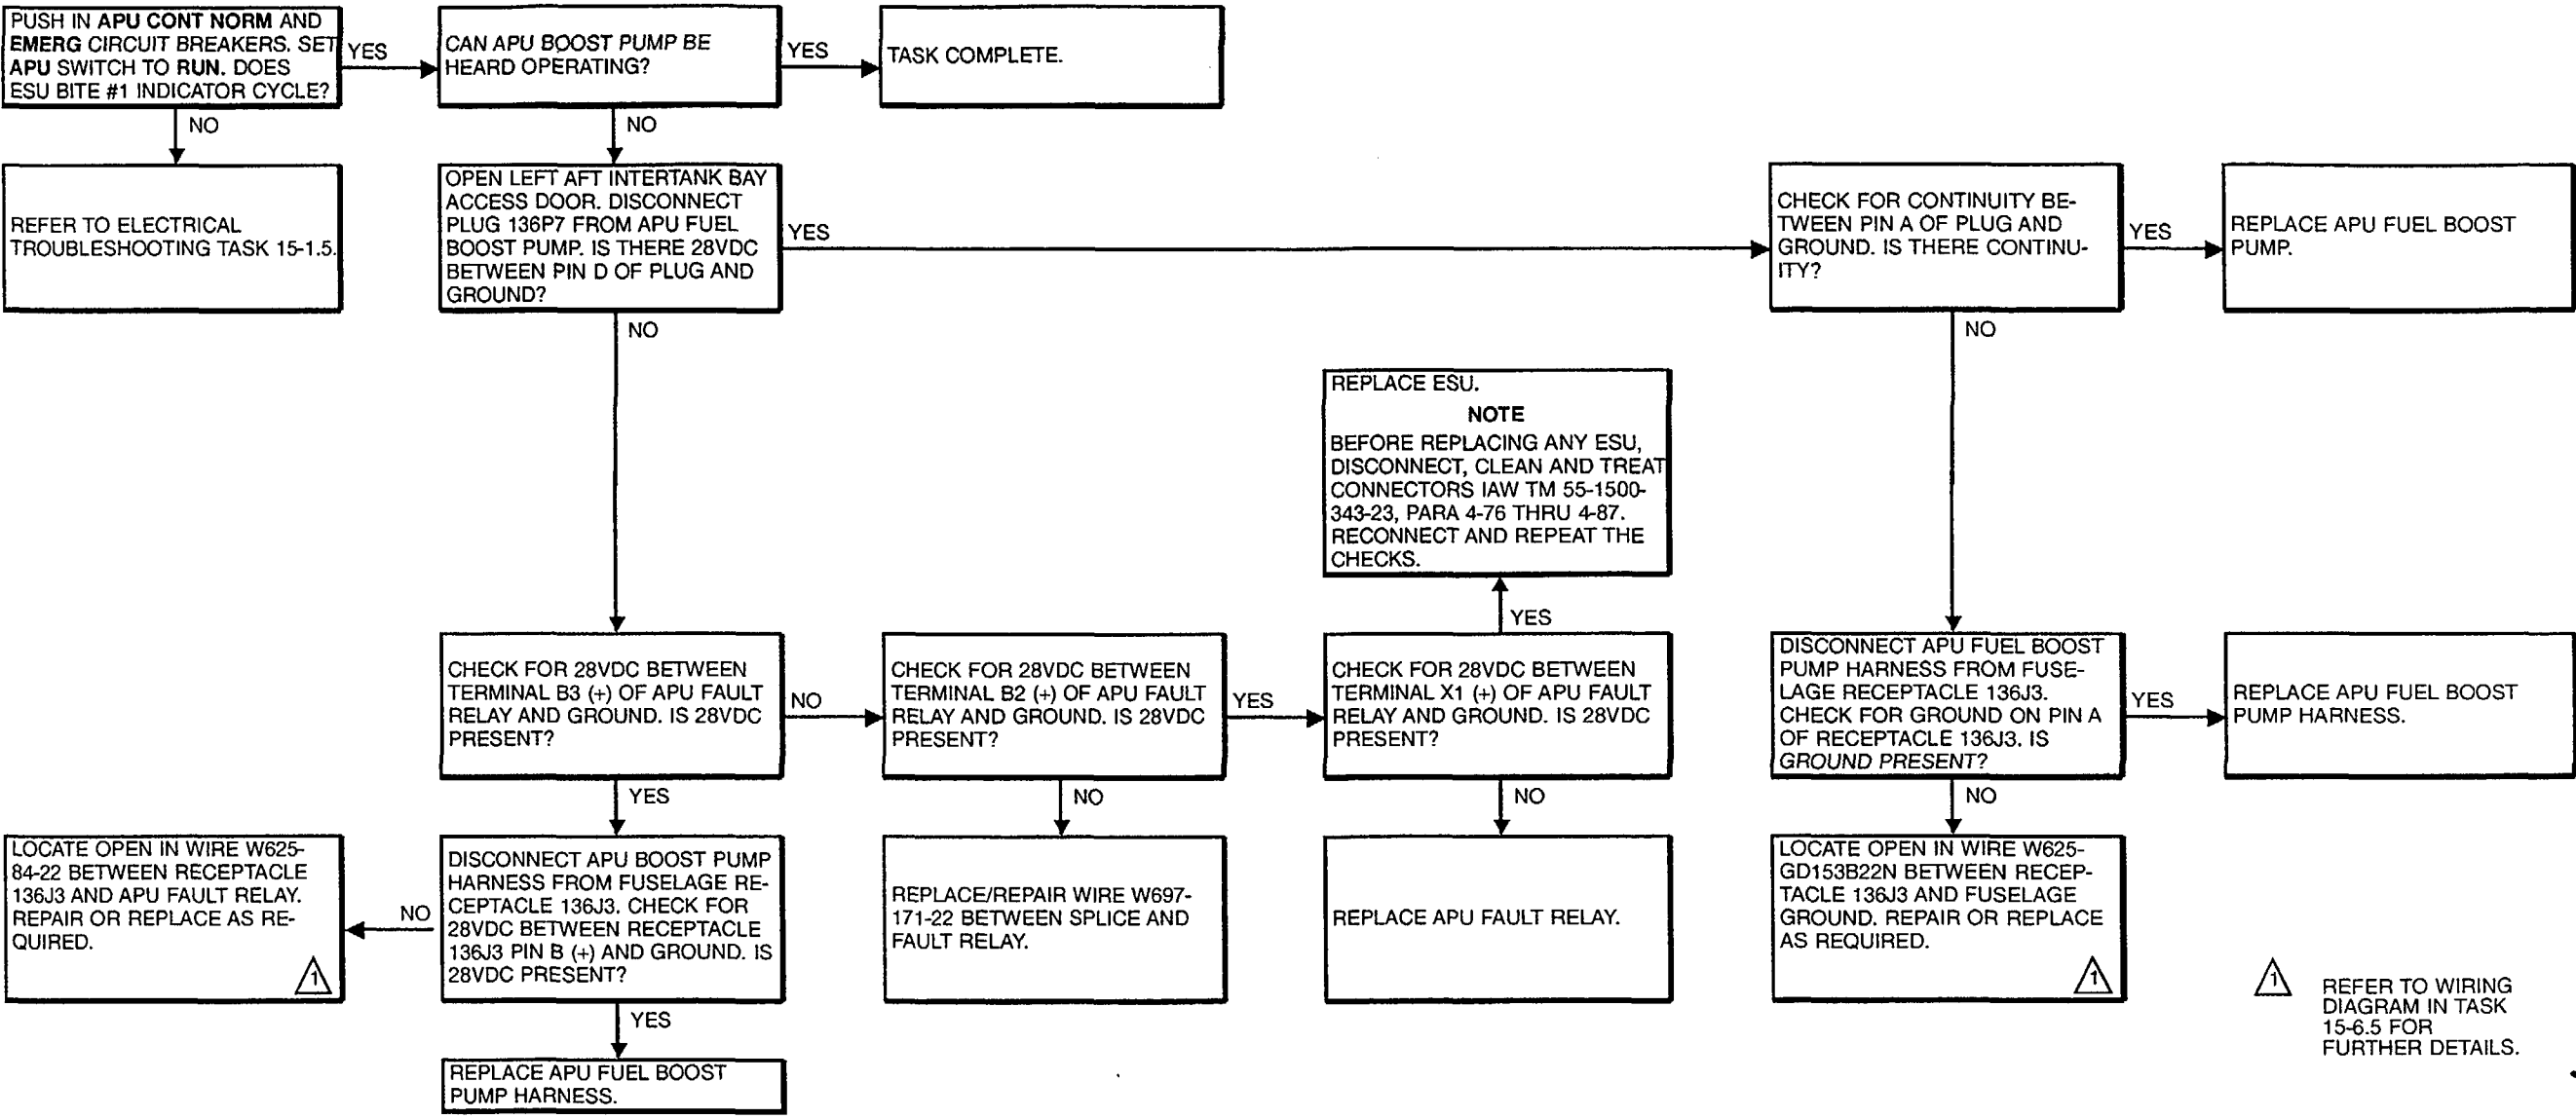 PUSH IN APU CONT NORM AND
EMERG CIRCUIT BREAKERS. SET
APU SWITCH TO RUN. DOES
ESU BITE #1 INDICATOR CYCLE?
YES
CAN APU BOOST PUMP BE
HEARD OPERATING?
YES
TASK COMPLETE.
NO
NO
REFER TO ELECTRICAL
TROUBLESHOOTING TASK 15-1.5.
OPEN LEFT AFT INTERTANK BAY
ACCESS DOOR. DISCONNECT
PLUG 136P7 FROM APU FUEL
BOOST PUMP. IS THERE 28VDC
BETWEEN PIN D OF PLUG AND
GROUND?
YES
CHECK FOR CONTINUITY BE-
TWEEN PIN A OF PLUG AND
GROUND. IS THERE CONTINU-
ITY?
YES
REPLACE APU FUEL BOOST
PUMP.
NO
NO
REPLACE ESU.
NOTE
BEFORE REPLACING ANY ESU,
DISCONNECT, CLEAN AND TREAT
CONNECTORS IAW TM 55-1500-
343-23, PARA 4-76 THRU 4-87.
RECONNECT AND REPEAT THE
CHECKS.
YES
CHECK FOR 28VDC BETWEEN
TERMINAL B3 (+) OF APU FAULT
RELAY AND GROUND. IS 28VDC
PRESENT?
NO
CHECK FOR 28VDC BETWEEN
TERMINAL B2 (+) OF APU FAULT
RELAY AND GROUND. IS 28VDC
PRESENT?
YES
CHECK FOR 28VDC BETWEEN
TERMINAL X1 (+) OF APU FAULT
RELAY AND GROUND. IS 28VDC
PRESENT?
DISCONNECT APU FUEL BOOST
PUMP HARNESS FROM FUSE-
LAGE RECEPTACLE 136J3.
CHECK FOR GROUND ON PIN A
OF RECEPTACLE 136J3. IS
GROUND PRESENT?
YES
REPLACE APU FUEL BOOST
PUMP HARNESS.
YES
NO
NO
NO
LOCATE OPEN IN WIRE W625-
84-22 BETWEEN RECEPTACLE
136J3 AND APU FAULT RELAY.
REPAIR OR REPLACE AS RE-
QUIRED.
1
NO
DISCONNECT APU BOOST PUMP
HARNESS FROM FUSELAGE RE-
CEPTACLE 136J3. CHECK FOR
28VDC BETWEEN RECEPTACLE
136J3 PIN B (+) AND GROUND. IS
28VDC PRESENT?
REPLACE/REPAIR WIRE W697-
171-22 BETWEEN SPLICE AND
FAULT RELAY.
REPLACE APU FAULT RELAY.
LOCATE OPEN IN WIRE W625-
GD153B22N BETWEEN RECEP-
TACLE 136J3 AND FUSELAGE
GROUND. REPAIR OR REPLACE
AS REQUIRED.
1
1
REFER TO WIRING
DIAGRAM IN TASK
15-6.5 FOR
FURTHER DETAILS.
YES
REPLACE APU FUEL BOOST
PUMP HARNESS.